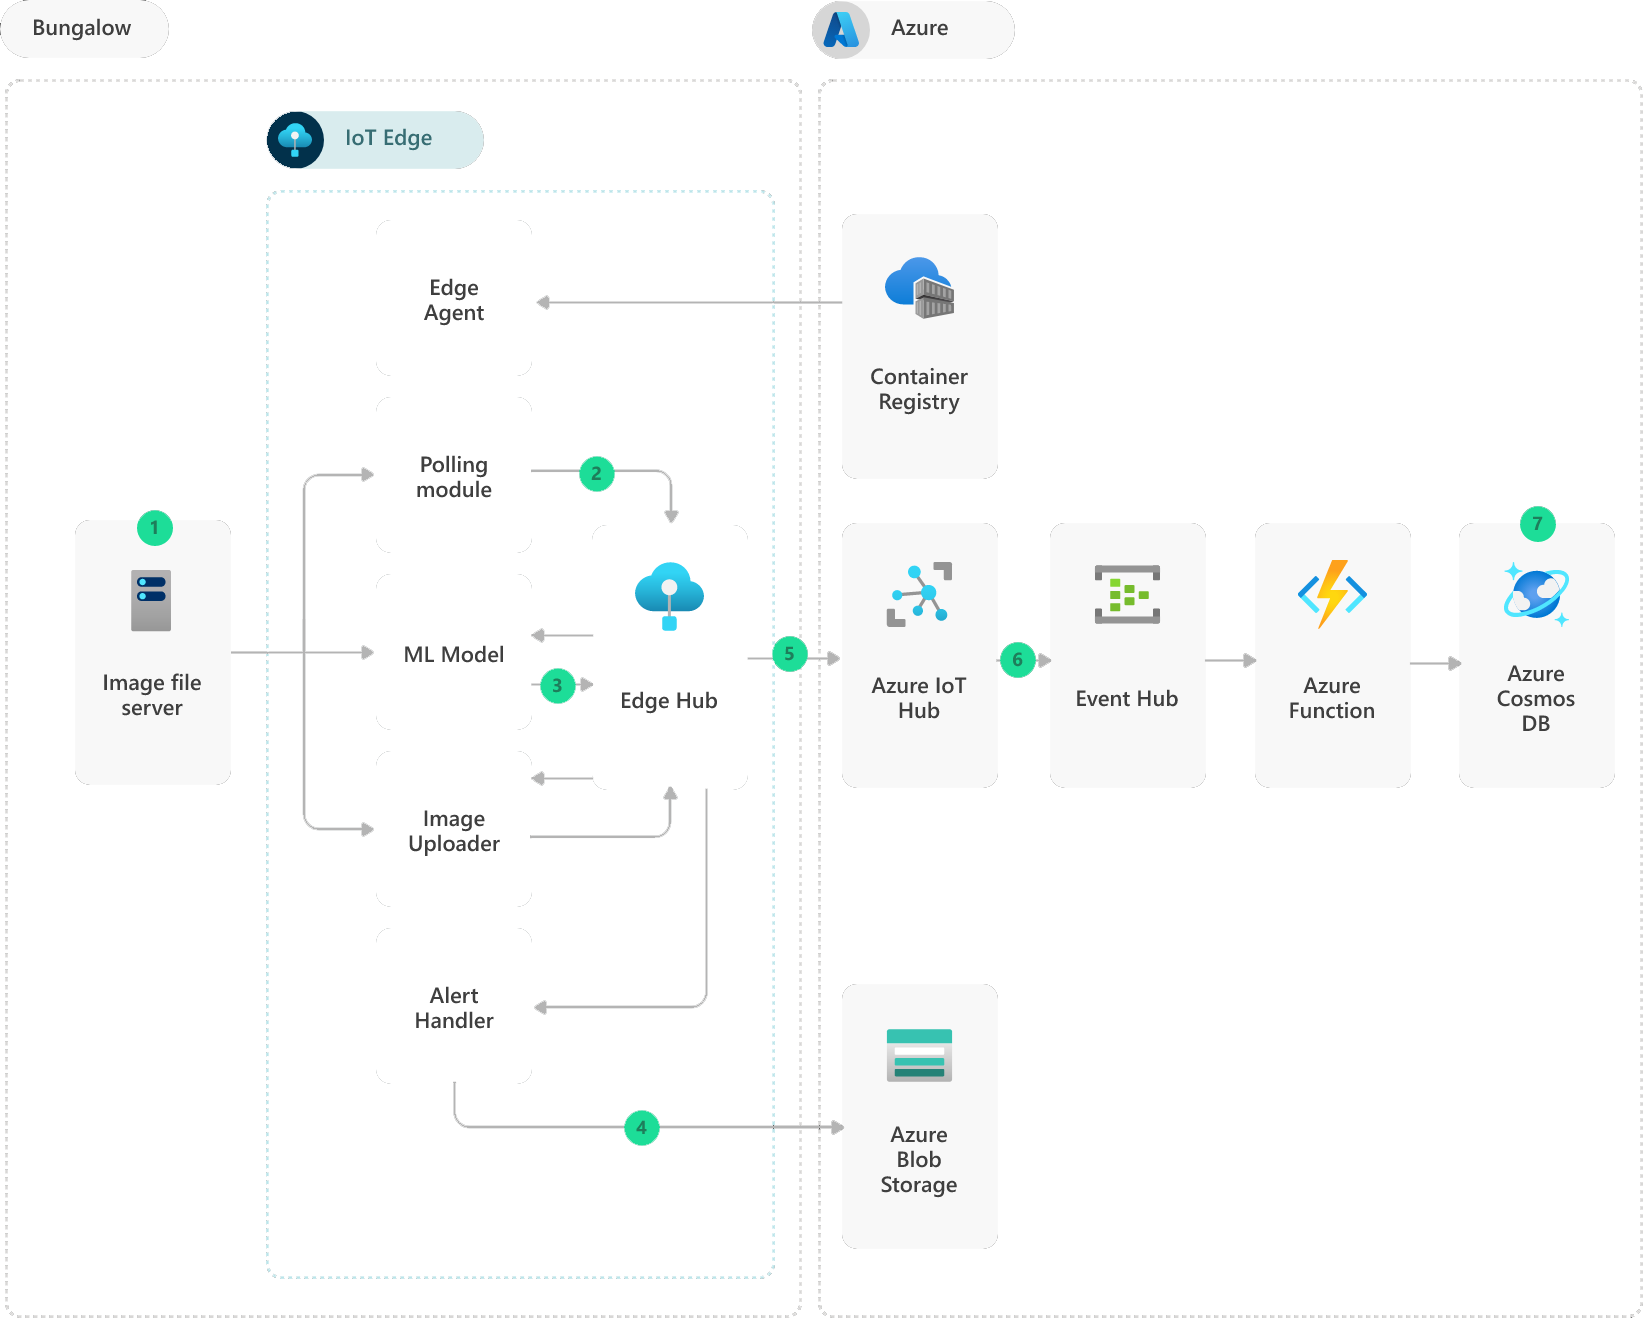 Bungalow
Azure
IoT Edge
Edge
Agent
Container
Registry
Polling
module
2
1
Image file
server
ML Model
3
Edge Hub
5
Azure IoT
Hub
6
Event Hub
Azure
Function
7
Azure
Cosmos
DB
Image
Uploader
Alert
Handler
4
Azure
Blob
Storage